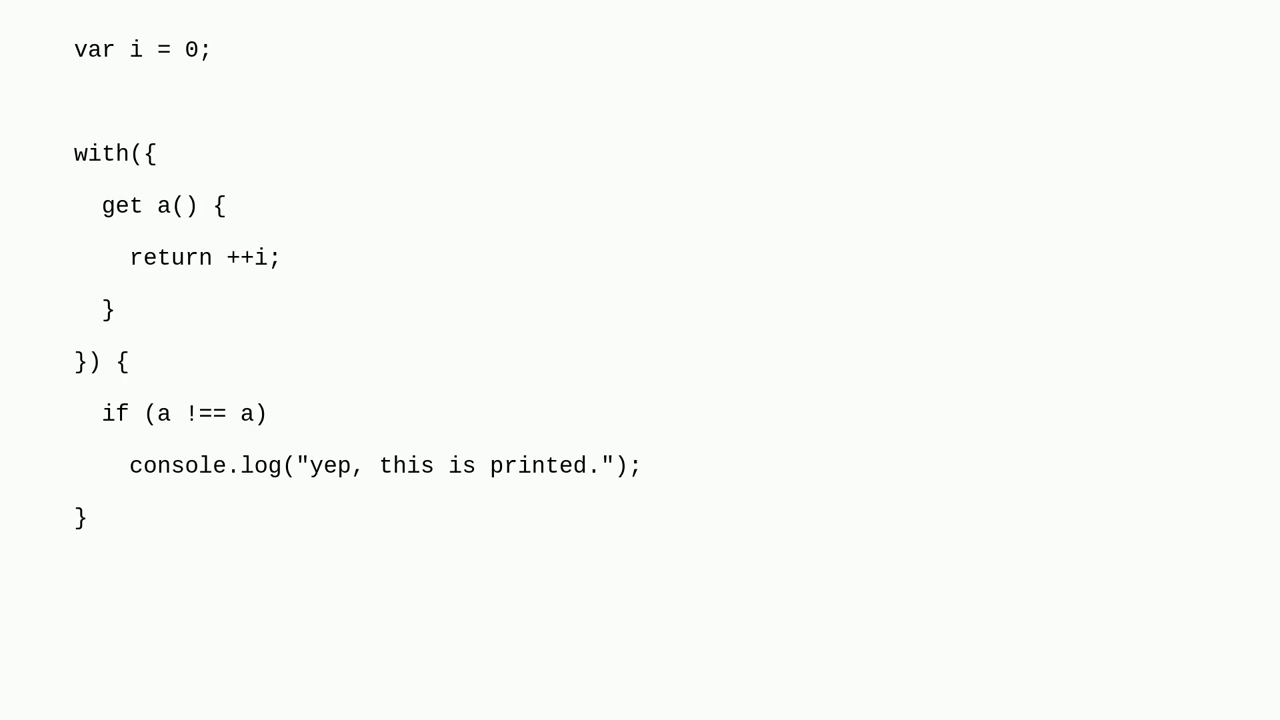 var i = 0;
with({
  get a() {
    return ++i;
  }
}) {
  if (a !== a)
    console.log("yep, this is printed.");
}